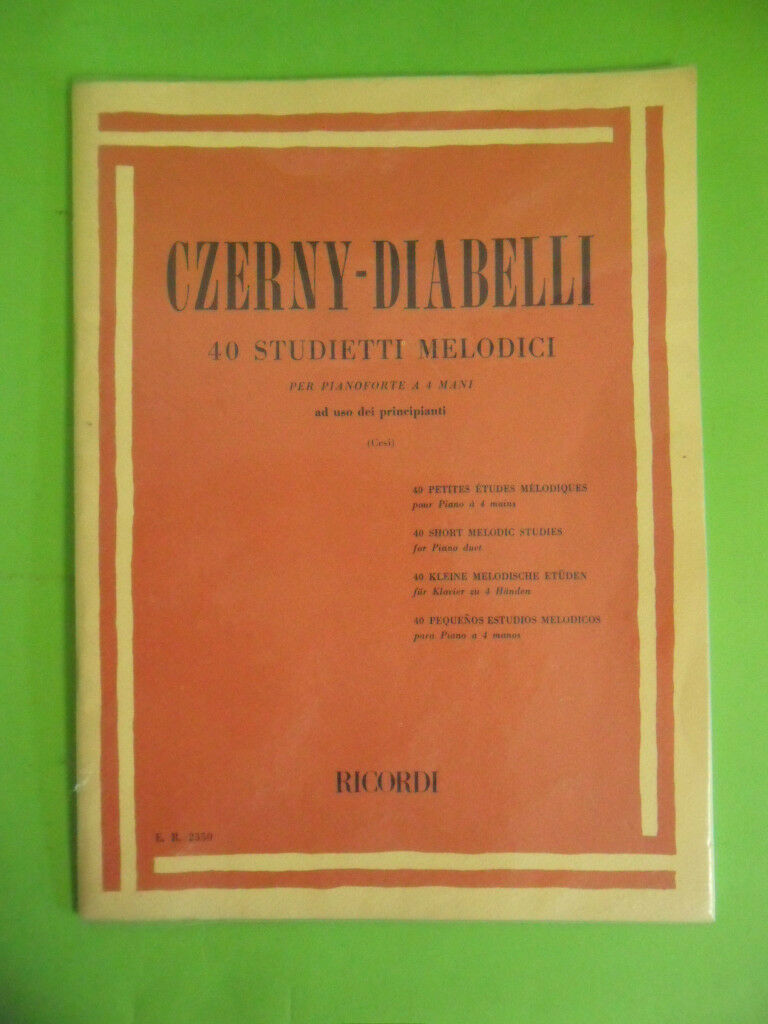 CZERNY-DIABELLI
40 STUDIETTI MELODICI
PER PIANOFORTE A 4 MANI
ad uso dei principianti
(Cesi)
40 PETITES ÉTUDES MÉLODIQUES
pour Piano à 4 mains
40 SHORT MELODIC STUDIES
for Piano duet
40 KLEINE MELODISCHE ETÜDEN
für Klavier zu 4 Händen
40 PEQUEÑOS ESTUDIOS MELODICOS
para Piano a 4 manos
RICORDI
E. R. 2550